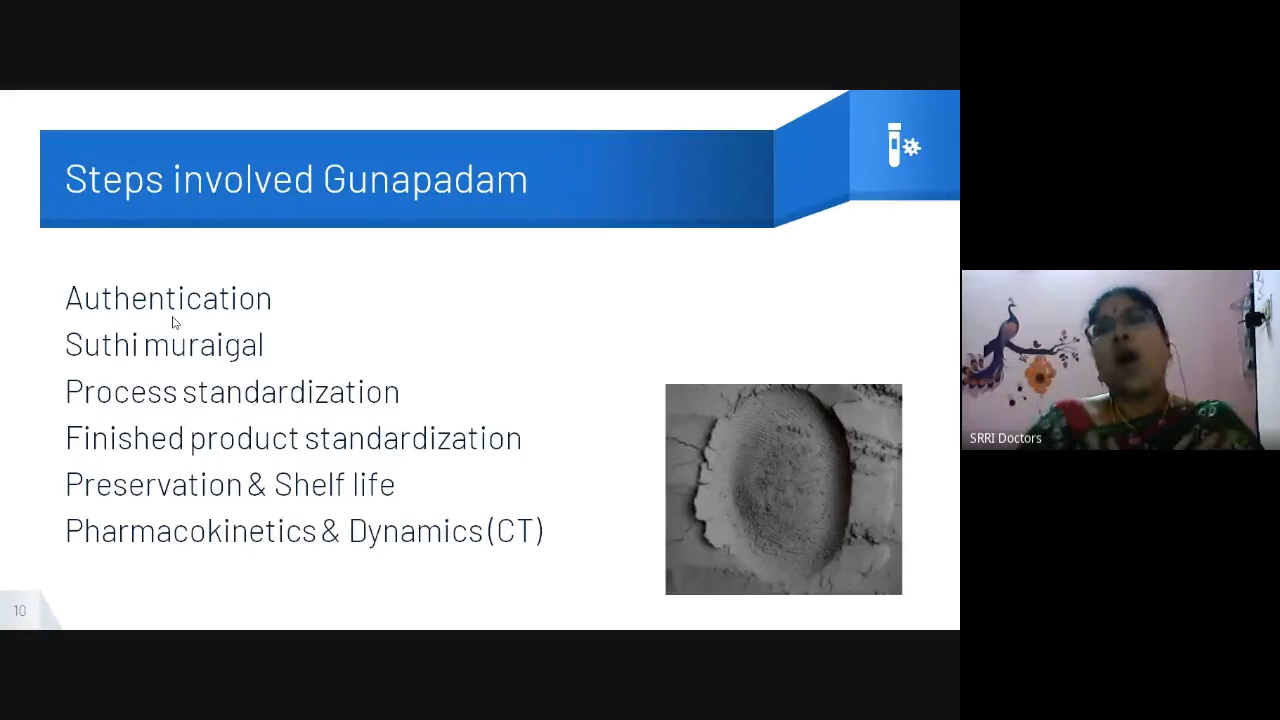 Steps involved Gunapadam
Authentication
Suthi muraigal
Process standardization
Finished product standardization
Preservation & Shelf life
Pharmacokinetics & Dynamics (CT)
10
SRRI Doctors